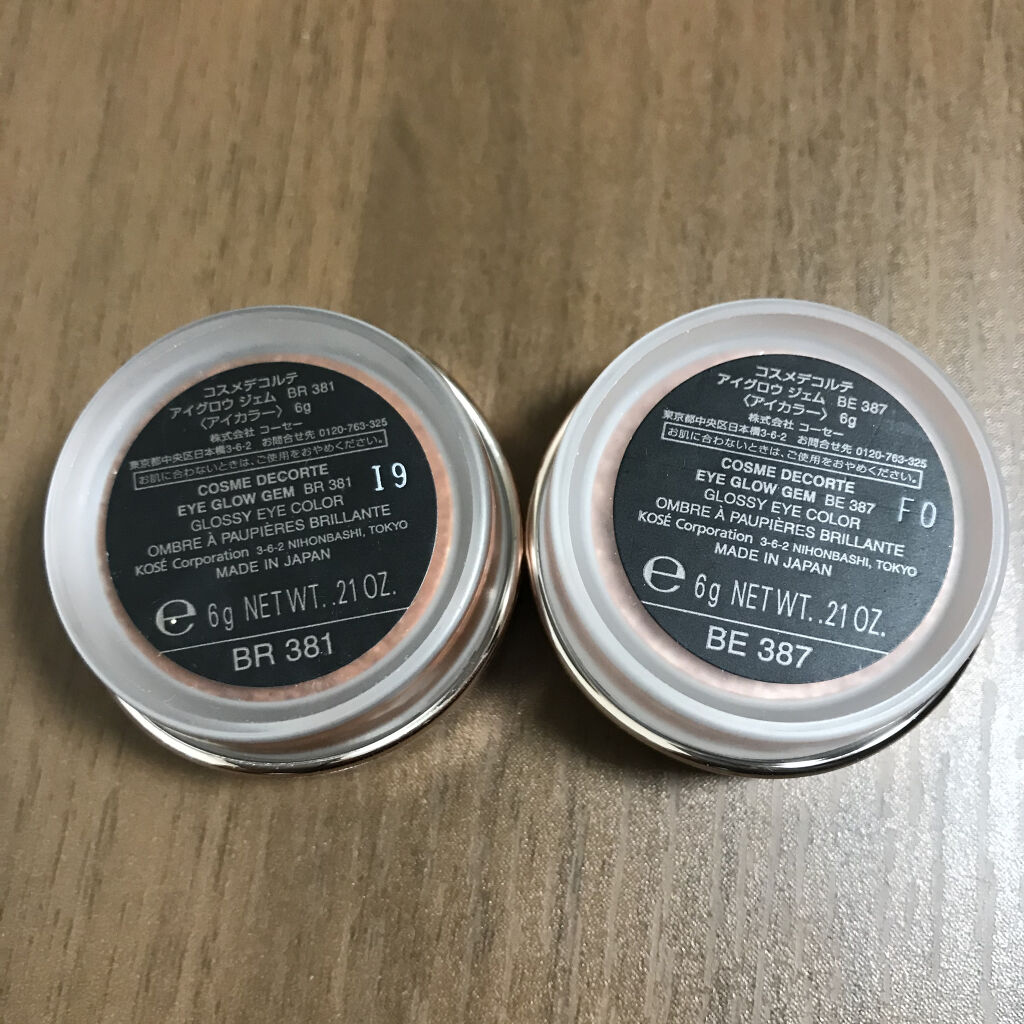 コスメデコルテ
アイグロウ ジェム BR 381
〈アイカラー〉 6g
株式会社 コーセー
東京都中央区日本橋3-6-2 お問合せ先 0120-763-325
お肌に合わないときは、ご使用をおやめください。
COSME DECORTE
EYE GLOW GEM BR 381
I9
GLOSSY EYE COLOR
OMBRE À PAUPIÈRES BRILLANTE
KOSÉ Corporation 3-6-2 NIHONBASHI, TOKYO
MADE IN JAPAN
e 6g NET WT. .21 OZ.
BR 381
コスメデコルテ
アイグロウ ジェム BE 387
〈アイカラー〉 6g
株式会社 コーセー
東京都中央区日本橋3-6-2 お問合せ先 0120-763-325
お肌に合わないときは、ご使用をおやめください。
COSME DECORTE
EYE GLOW GEM BE 387
F0
GLOSSY EYE COLOR
OMBRE À PAUPIÈRES BRILLANTE
KOSÉ Corporation 3-6-2 NIHONBASHI, TOKYO
MADE IN JAPAN
e 6g NET WT. .21 OZ.
BE 387